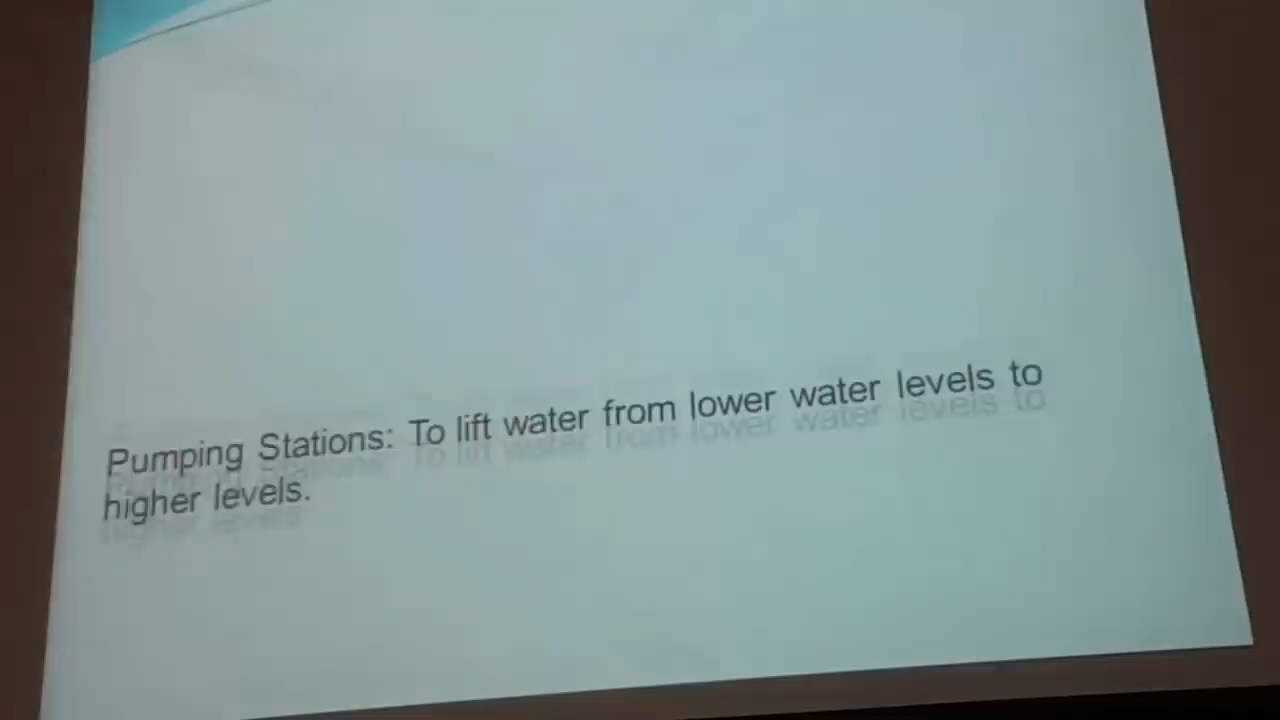 Pumping Stations: To lift water from lower water levels to
higher levels.